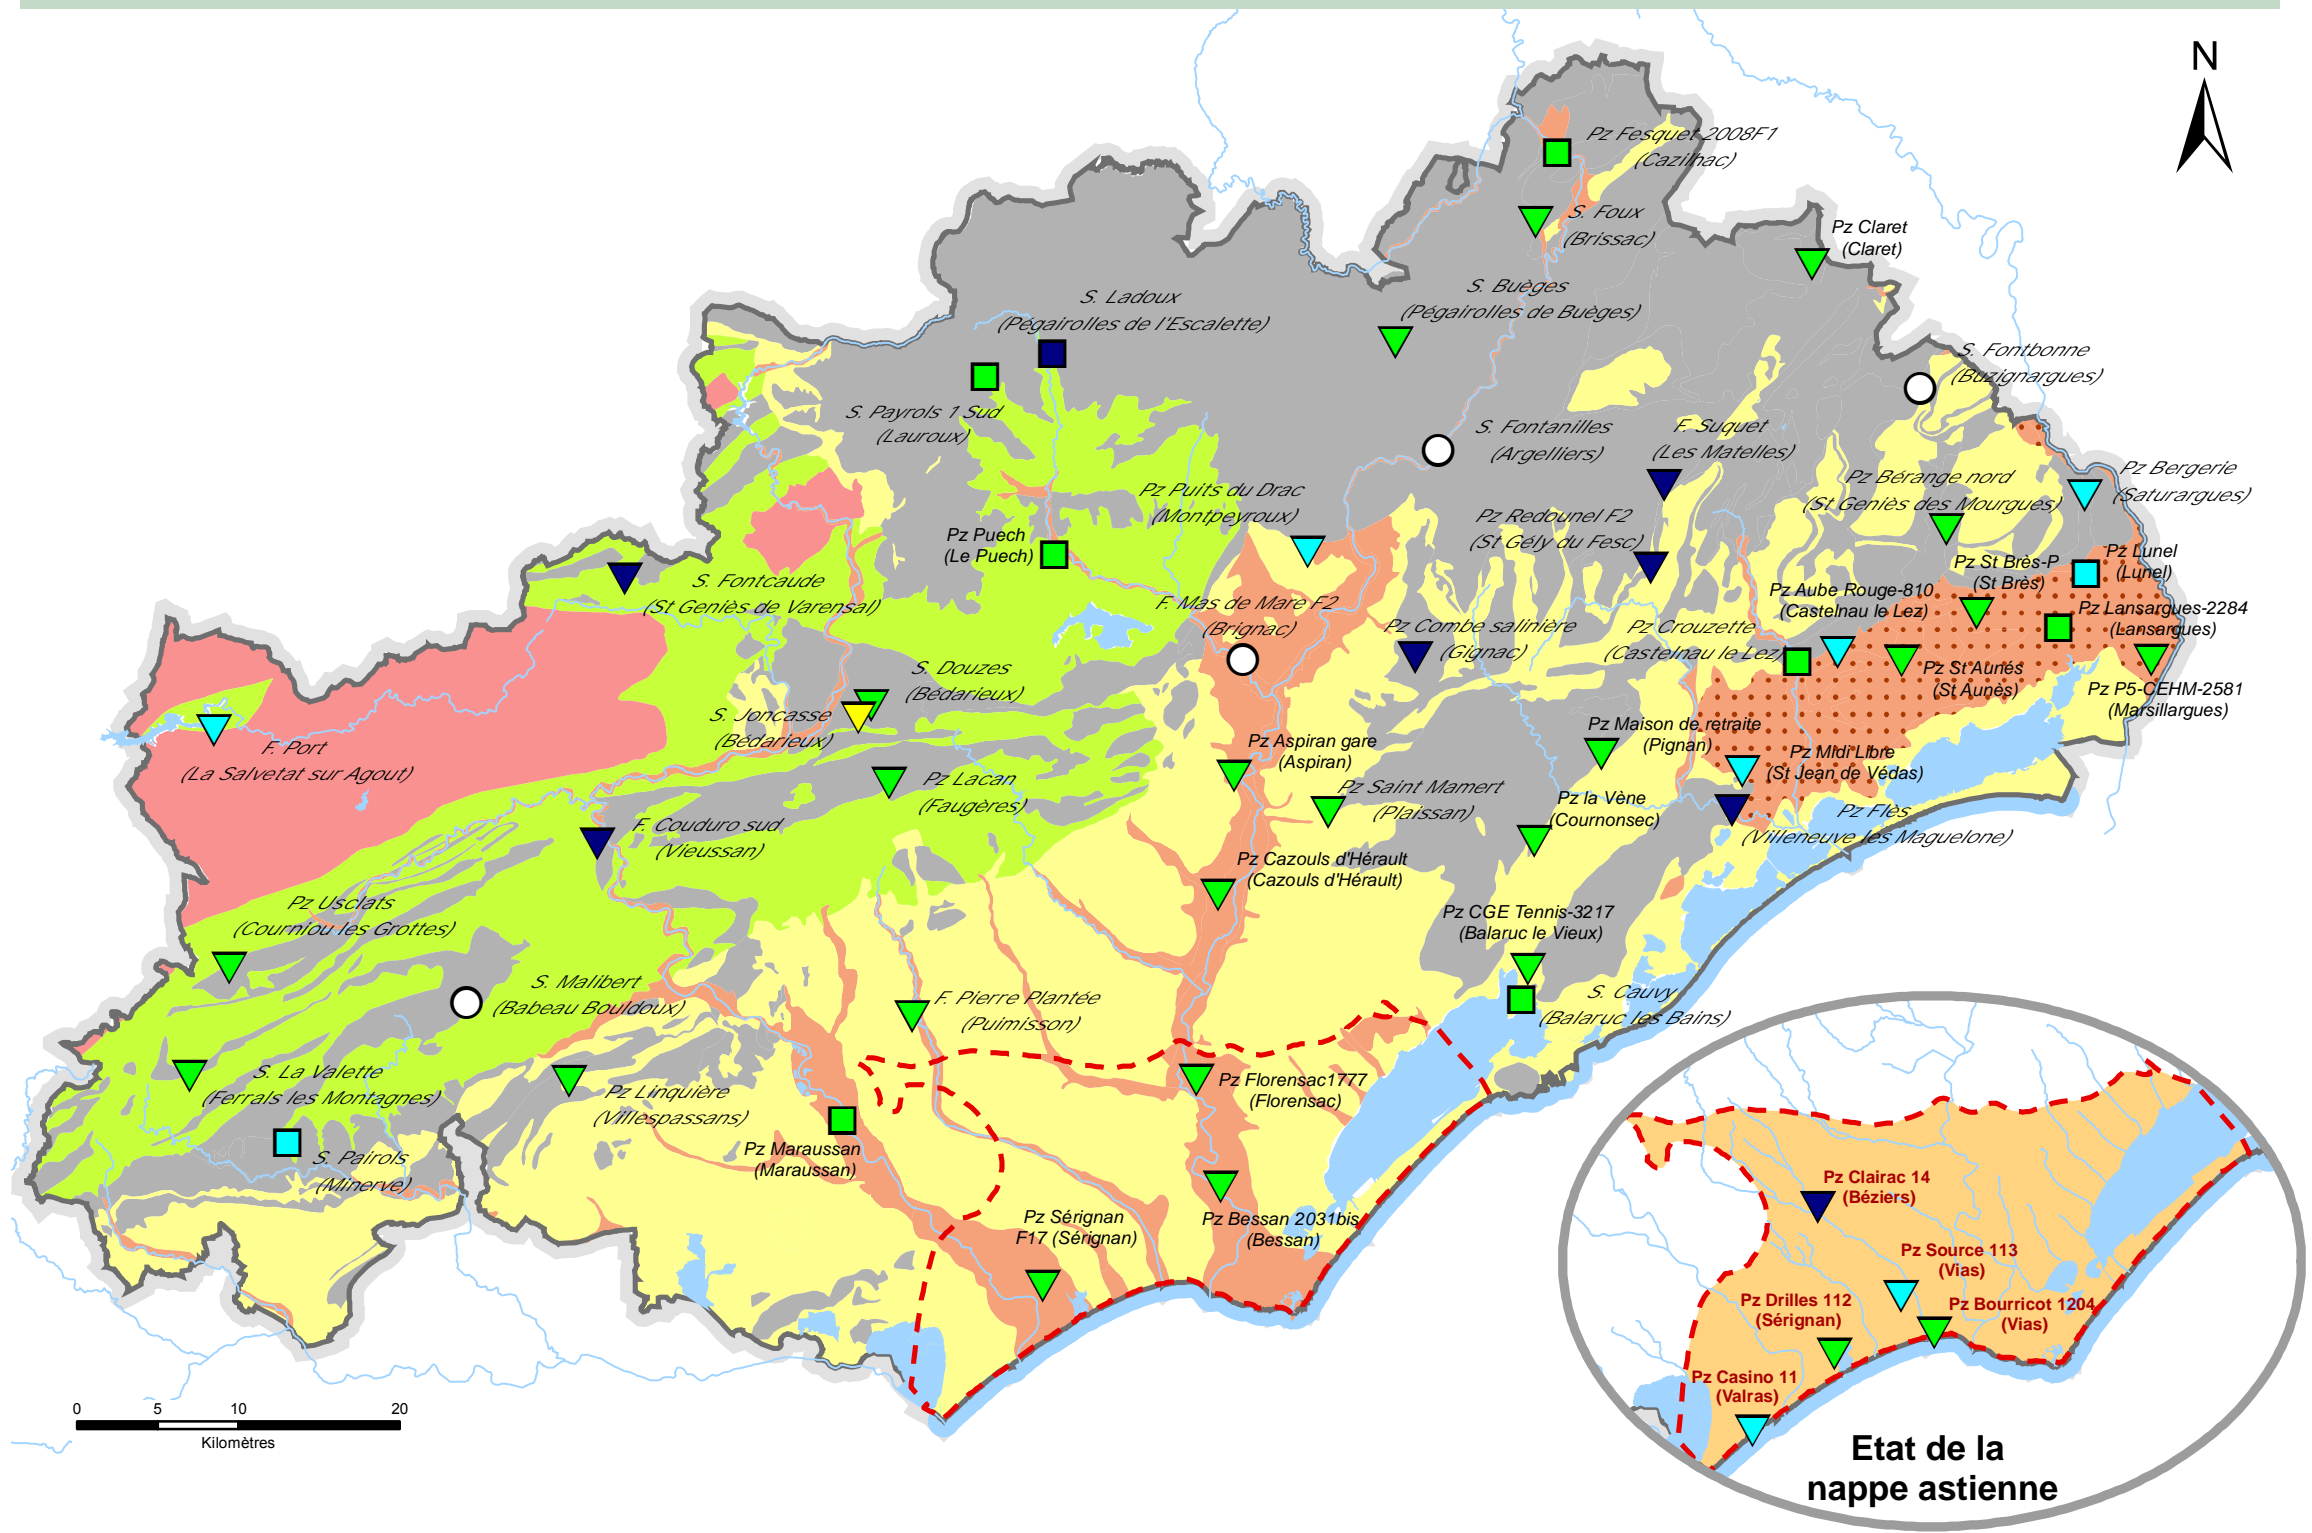 N
Pz Fesquet 2008F1
(Cazilhac)
S. Foux
(Brissac)
Pz Claret
(Claret)
S. Buèges
(Pégairolles de Buèges)
S. Ladoux
(Pégairolles de l'Escalette)
S. Fontbonne
(Buzignargues)
S. Payrols 1 Sud
(Lauroux)
S. Fontanilles
(Argelliers)
F. Suquet
(Les Matelles)
Pz Bergerie
(Saturargues)
Pz Bérange nord
(St Geniès des Mourgues)
Pz Puits du Drac
(Montpeyroux)
Pz Redounel F2
(St Gély du Fesc)
Pz Puech
(Le Puech)
Pz Lunel
(Lunel)
Pz St Brès-P
(St Brès)
S. Fontcaude
(St Geniès de Varensal)
Pz Aube Rouge-810
(Castelnau le Lez)
F. Mas de Mare F2
(Brignac)
Pz Lansargues-2284
(Lansargues)
Pz Combe salinière
(Gignac)
Pz Crouzette
(Castelnau le Lez)
S. Douzes
(Bédarieux)
Pz St Aunés
(St Aunès)
Pz P5-CEHM-2581
(Marsillargues)
S. Joncasse
(Bédarieux)
Pz Maison de retraite
(Pignan)
F. Port
(La Salvetat sur Agout)
Pz Aspiran gare
(Aspiran)
Pz Midi Libre
(St Jean de Védas)
Pz Lacan
(Faugères)
Pz Saint Mamert
(Plaissan)
Pz la Vène
(Cournonsec)
Pz Flès
(Villeneuve les Maguelone)
F. Couduro sud
(Vieussan)
Pz Cazouls d'Hérault
(Cazouls d'Hérault)
Pz Usclats
(Courniou les Grottes)
Pz CGE Tennis-3217
(Balaruc le Vieux)
S. Malibert
(Babeau Bouldoux)
F. Pierre Plantée
(Puimisson)
S. Cauvy
(Balaruc les Bains)
S. La Valette
(Ferrals les Montagnes)
Pz Linquière
(Villespassans)
Pz Florensac1777
(Florensac)
Pz Maraussan
(Maraussan)
S. Pairols
(Minerve)
Pz Sérignan
F17 (Sérignan)
Pz Bessan 2031bis
(Bessan)
Pz Clairac 14
(Béziers)
Pz Source 113
(Vias)
Pz Drilles 112
(Sérignan)
Pz Bourricot 1204
(Vias)
Pz Casino 11
(Valras)
Etat de la
nappe astienne
0 5 10 20
Kilomètres